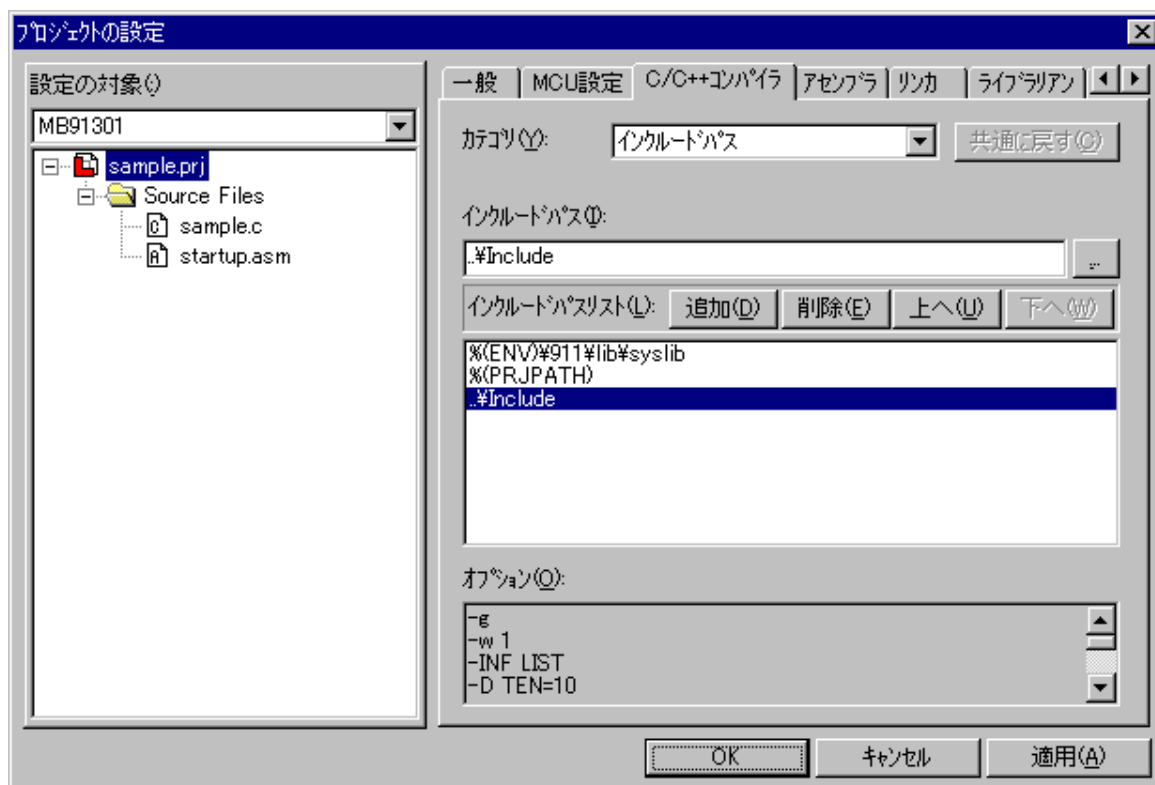 プロジェクトの設定
設定の対象(J)
MB91301
sample.prj
Source Files
sample.c
startup.asm
一般 MCU設定 C/C++コンパイラ アセンブラ リンカ ライブラリアン
カテゴリ(Y): インクルードパス 共通に戻す(C)
インクルードパス(I):
..¥Include ...
インクルードパスリスト(L): 追加(D) 削除(E) 上へ(U) 下へ(W)
%(ENV)¥911¥lib¥syslib
%(PRJPATH)
..¥Include
オプション(O):
-g
-w 1
-INF LIST
-D TEN=10
OK キャンセル 適用(A)